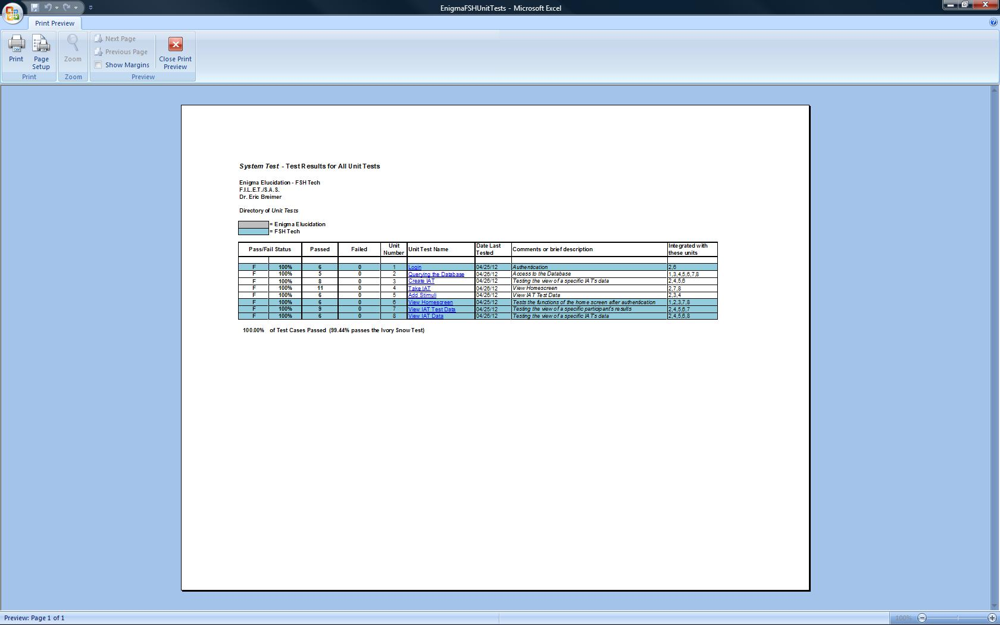 EnigmaFSHUnitTests - Microsoft Excel
Print Preview
Print
Page Setup
Zoom
Next Page
Previous Page
Show Margins
Close Print Preview
Print
Zoom
Preview
System Test - Test Results for All Unit Tests
Enigma Elucidation - FSH Tech
F.I.L.E.T./S.A.S.
Dr. Eric Breimer
Directory of Unit Tests
= Enigma Elucidation
= FSH Tech
Pass/Fail Status Passed Failed Unit Number Unit Test Name Date Last Tested Comments or brief description Integrated with these units
F 100% 6 0 1 Login 04/25/12 Authentication 2,6
F 100% 5 0 2 Querying the Database 04/26/12 Access to the Database 1,3,4,5,6,7,8
F 100% 8 0 3 Create IAT 04/26/12 Testing the view of a specific IAT's data 2,4,5,6
F 100% 11 0 4 Take IAT 04/26/12 View Homescreen 2,7,8
F 100% 6 0 5 Add Stimuli 04/26/12 View IAT Test Data 2,3,4
F 100% 6 0 6 View Homescreen 04/25/12 Tests the functions of the home screen after authentication 1,2,3,7,8
F 100% 9 0 7 View IAT Test Data 04/25/12 Testing the view of a specific participant's results 2,4,5,6,7
F 100% 6 0 8 View IAT Data 04/26/12 Testing the view of a specific IAT's data 2,4,5,6,8
100.00% of Test Cases Passed (99.44% passes the Ivory Snow Test)
Preview: Page 1 of 1
100%